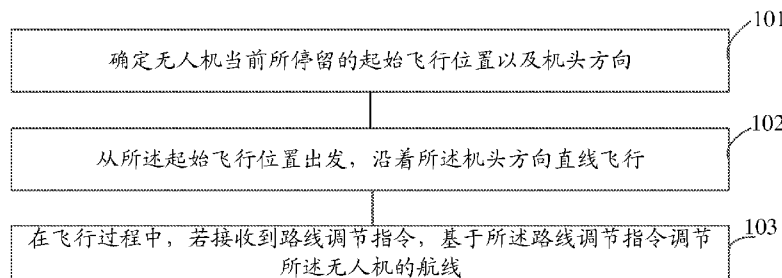 101
确定无人机当前所停留的起始飞行位置以及机头方向
102
从所述起始飞行位置出发，沿着所述机头方向直线飞行
103
在飞行过程中，若接收到路线调节指令，基于所述路线调节指令调节
所述无人机的航线